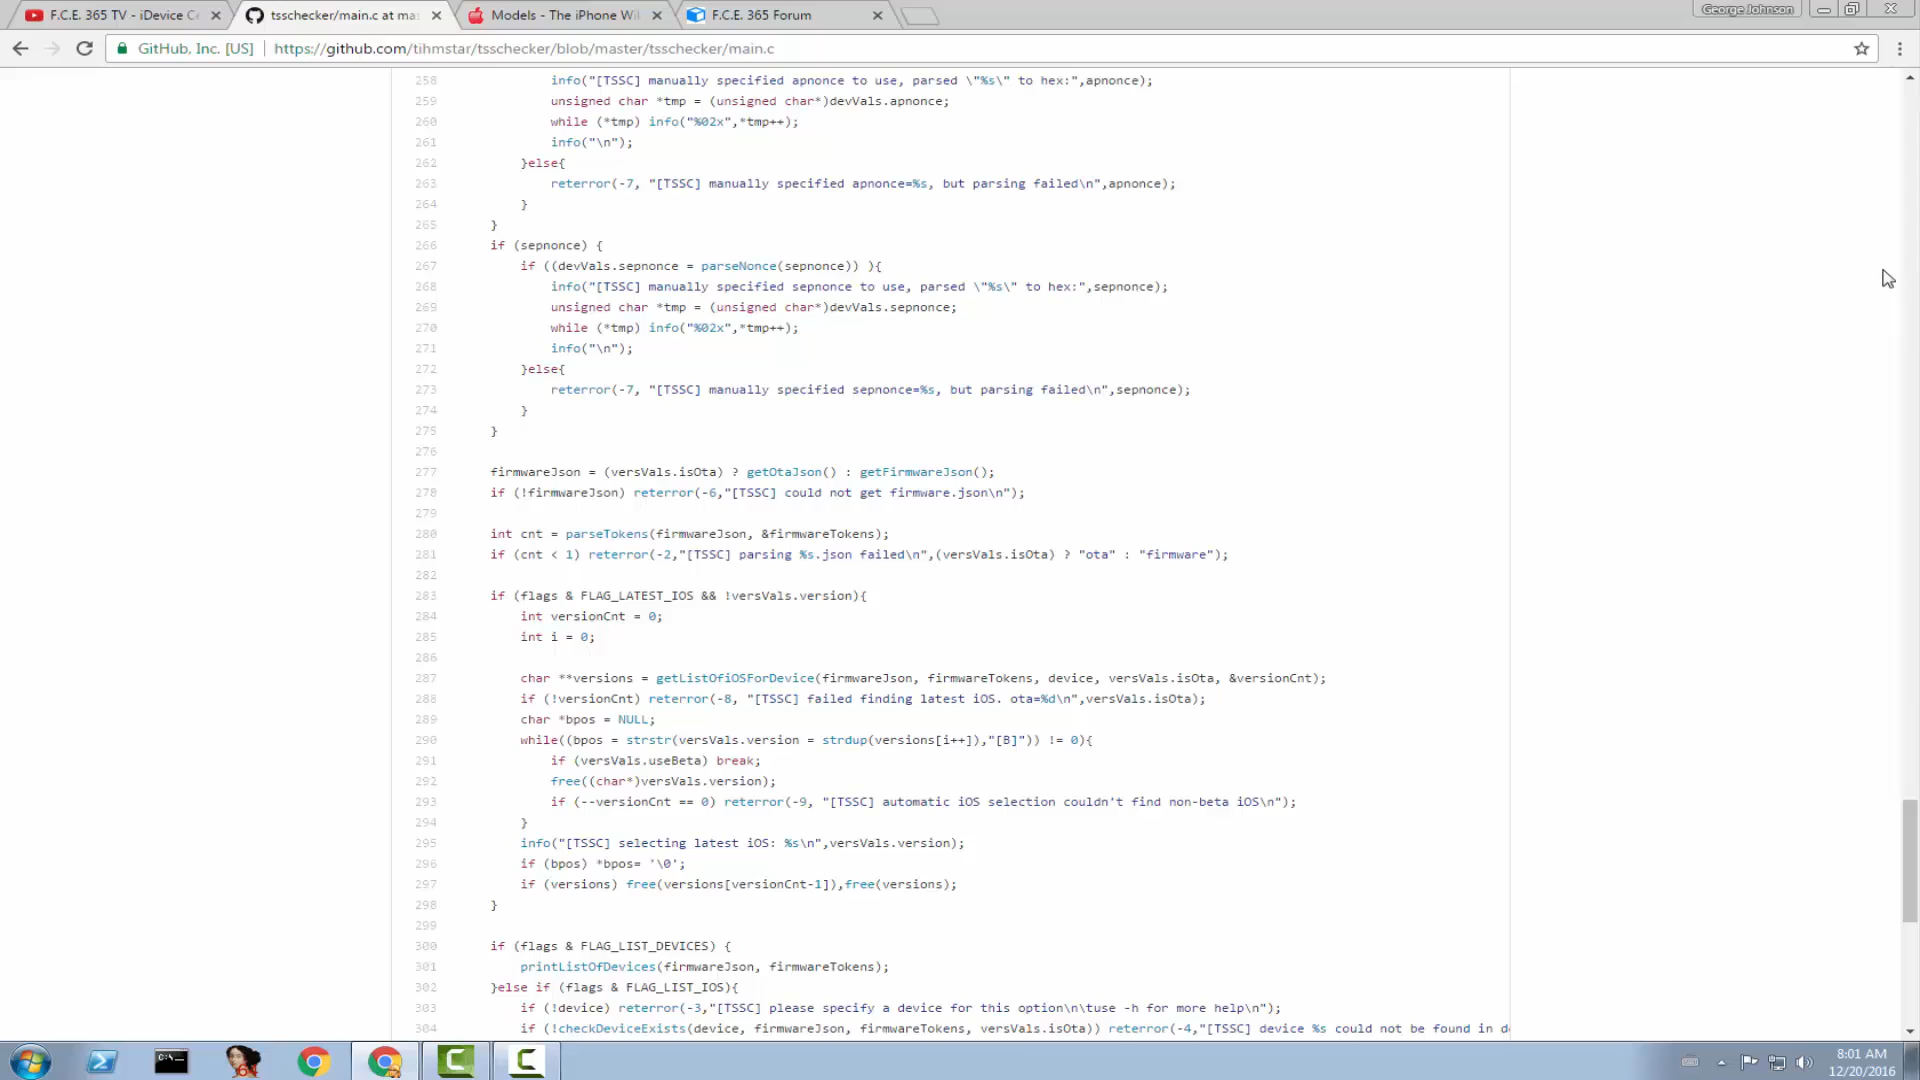 F.C.E. 365 TV - iDevice Ce
tsschecker/main.c at mas
Models - The iPhone Wi
F.C.E. 365 Forum
George Johnson
GitHub, Inc. [US]
https://github.com/tihmstar/tsschecker/blob/master/tsschecker/main.c
258 info("[TSSC] manually specified apnonce to use, parsed \"%s\" to hex:",apnonce);
259 unsigned char *tmp = (unsigned char*)devVals.apnonce;
260 while (*tmp) info("%02x",*tmp++);
261 info("\n");
262 }else{
263 reterror(-7, "[TSSC] manually specified apnonce=%s, but parsing failed\n",apnonce);
264 }
265 }
266 if (sepnonce) {
267 if ((devVals.sepnonce = parseNonce(sepnonce)) ){
268 info("[TSSC] manually specified sepnonce to use, parsed \"%s\" to hex:",sepnonce);
269 unsigned char *tmp = (unsigned char*)devVals.sepnonce;
270 while (*tmp) info("%02x",*tmp++);
271 info("\n");
272 }else{
273 reterror(-7, "[TSSC] manually specified sepnonce=%s, but parsing failed\n",sepnonce);
274 }
275 }
276
277 firmwareJson = (versVals.isOta) ? getOtaJson() : getFirmwareJson();
278 if (!firmwareJson) reterror(-6,"[TSSC] could not get firmware.json\n");
279
280 int cnt = parseTokens(firmwareJson, &firmwareTokens);
281 if (cnt < 1) reterror(-2,"[TSSC] parsing %s.json failed\n",(versVals.isOta) ? "ota" : "firmware");
282
283 if (flags & FLAG_LATEST_IOS && !versVals.version){
284 int versionCnt = 0;
285 int i = 0;
286
287 char **versions = getListOfiOSForDevice(firmwareJson, firmwareTokens, device, versVals.isOta, &versionCnt);
288 if (!versionCnt) reterror(-8, "[TSSC] failed finding latest iOS. ota=%d\n",versVals.isOta);
289 char *bpos = NULL;
290 while((bpos = strstr(versVals.version = strdup(versions[i++]),"[B]")) != 0){
291 if (versVals.useBeta) break;
292 free((char*)versVals.version);
293 if (--versionCnt == 0) reterror(-9, "[TSSC] automatic iOS selection couldn't find non-beta iOS\n");
294 }
295 info("[TSSC] selecting latest iOS: %s\n",versVals.version);
296 if (bpos) *bpos= '\0';
297 if (versions) free(versions[versionCnt-1]),free(versions);
298 }
299
300 if (flags & FLAG_LIST_DEVICES) {
301 printListOfDevices(firmwareJson, firmwareTokens);
302 }else if (flags & FLAG_LIST_IOS){
303 if (!device) reterror(-3,"[TSSC] please specify a device for this option\n\tuse -h for more help\n");
304 if (!checkDeviceExists(device, firmwareJson, firmwareTokens, versVals.isOta)) reterror(-4,"[TSSC] device %s could not be found in d
8:01 AM
12/20/2016